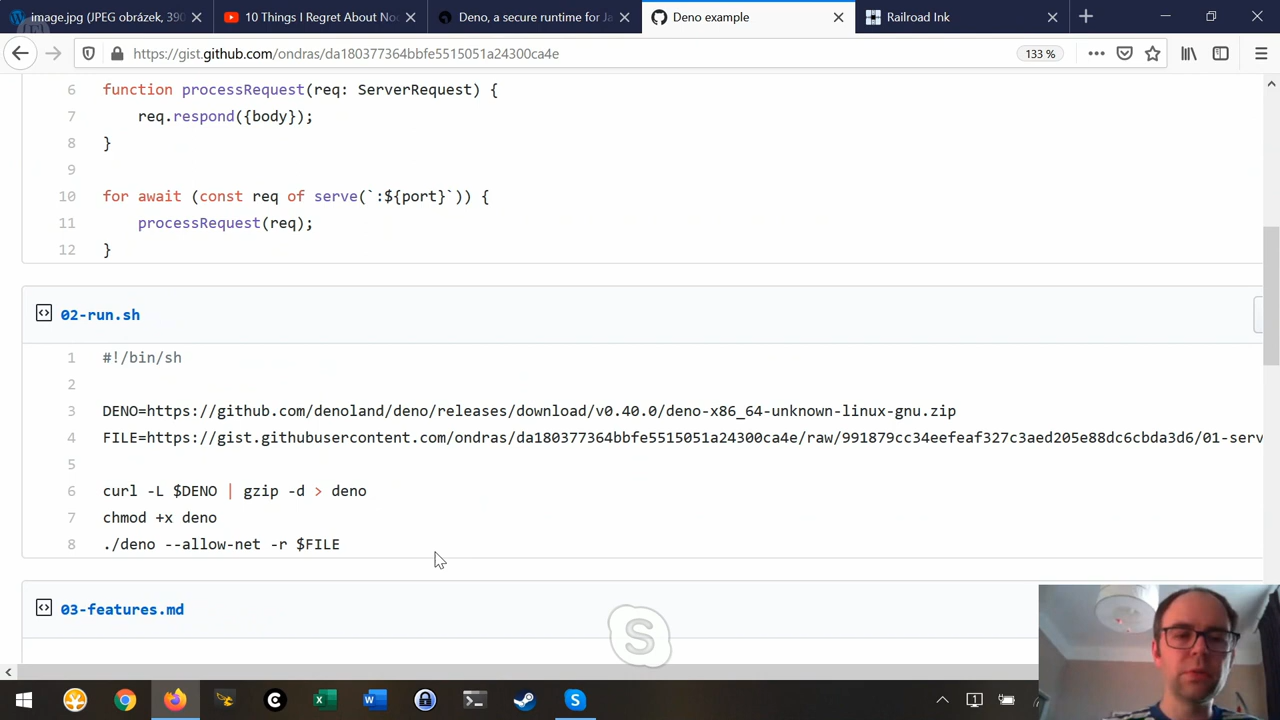 image.jpg (JPEG obrázek, 390
10 Things I Regret About No
Deno, a secure runtime for Ja
Deno example
Railroad Ink
https://gist.github.com/ondras/da180377364bbfe5515051a24300ca4e
133 %
6 function processRequest(req: ServerRequest) {
7 req.respond({body});
8 }
9
10 for await (const req of serve(`:${port}`)) {
11 processRequest(req);
12 }
02-run.sh
1 #!/bin/sh
2
3 DENO=https://github.com/denoland/deno/releases/download/v0.40.0/deno-x86_64-unknown-linux-gnu.zip
4 FILE=https://gist.githubusercontent.com/ondras/da180377364bbfe5515051a24300ca4e/raw/991879cc34eefeaf327c3aed205e88dc6cbda3d6/01-serv
5
6 curl -L $DENO | gzip -d > deno
7 chmod +x deno
8 ./deno --allow-net -r $FILE
03-features.md